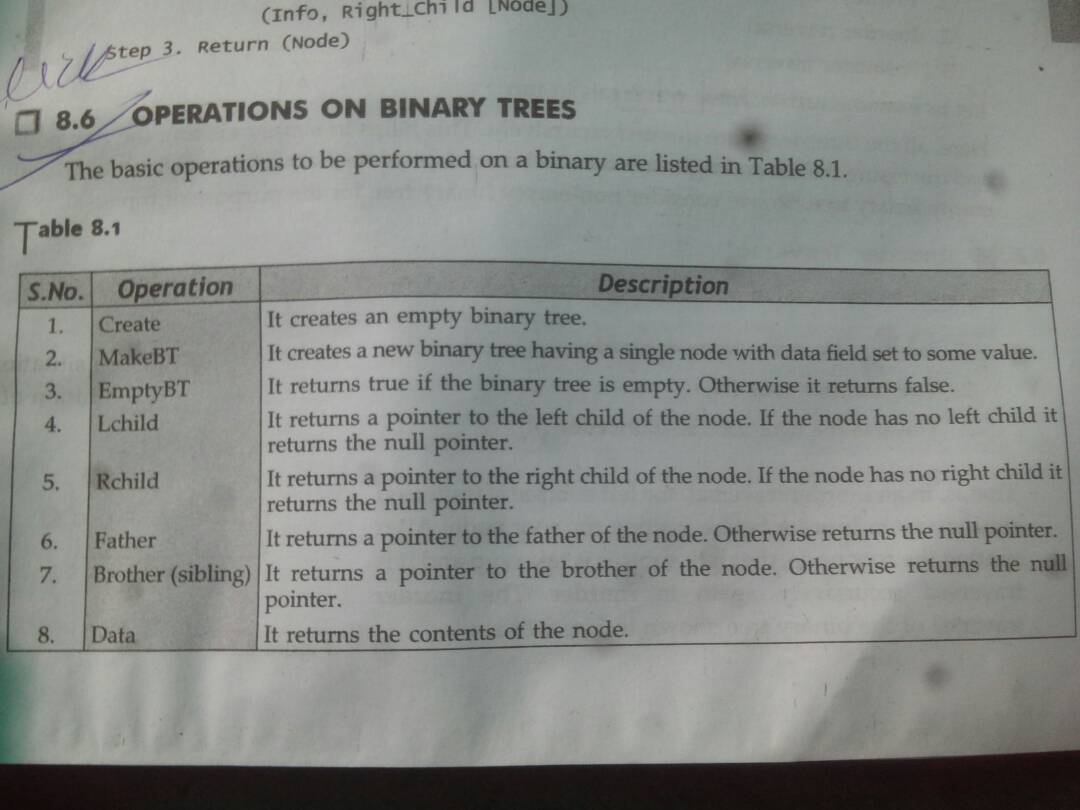 (Info, Right_Child [Node])
Step 3. Return (Node)
8.6 OPERATIONS ON BINARY TREES
The basic operations to be performed on a binary are listed in Table 8.1.
Table 8.1
S.No. Operation Description
1. Create It creates an empty binary tree.
2. MakeBT It creates a new binary tree having a single node with data field set to some value.
3. EmptyBT It returns true if the binary tree is empty. Otherwise it returns false.
4. Lchild It returns a pointer to the left child of the node. If the node has no left child it
returns the null pointer.
5. Rchild It returns a pointer to the right child of the node. If the node has no right child it
returns the null pointer.
6. Father It returns a pointer to the father of the node. Otherwise returns the null pointer.
7. Brother (sibling) It returns a pointer to the brother of the node. Otherwise returns the null
pointer.
8. Data It returns the contents of the node.